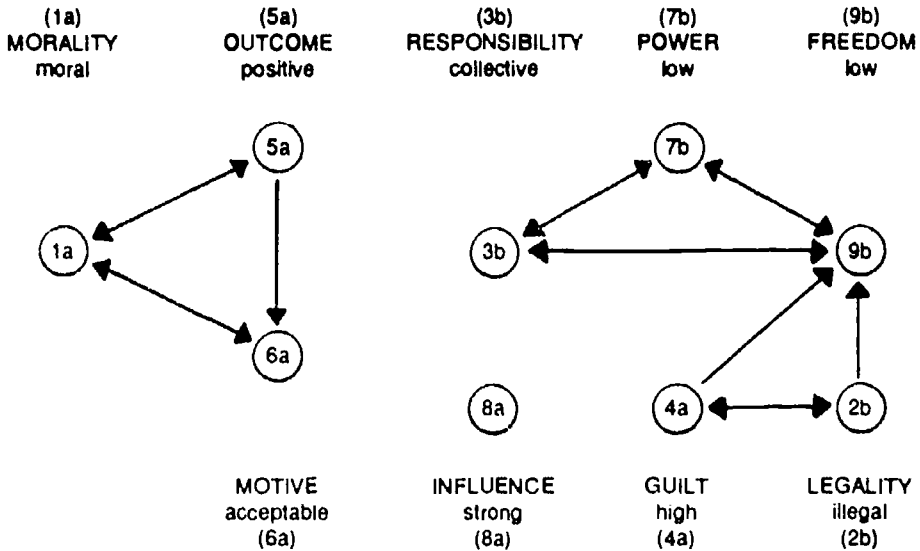 (1a) (5a) (3b) (7b) (9b)
MORALITY OUTCOME RESPONSIBILITY POWER FREEDOM
moral positive collective low low
5a 7b
1a 3b 9b
6a
8a 4a 2b
MOTIVE INFLUENCE GUILT LEGALITY
acceptable strong high illegal
(6a) (8a) (4a) (2b)